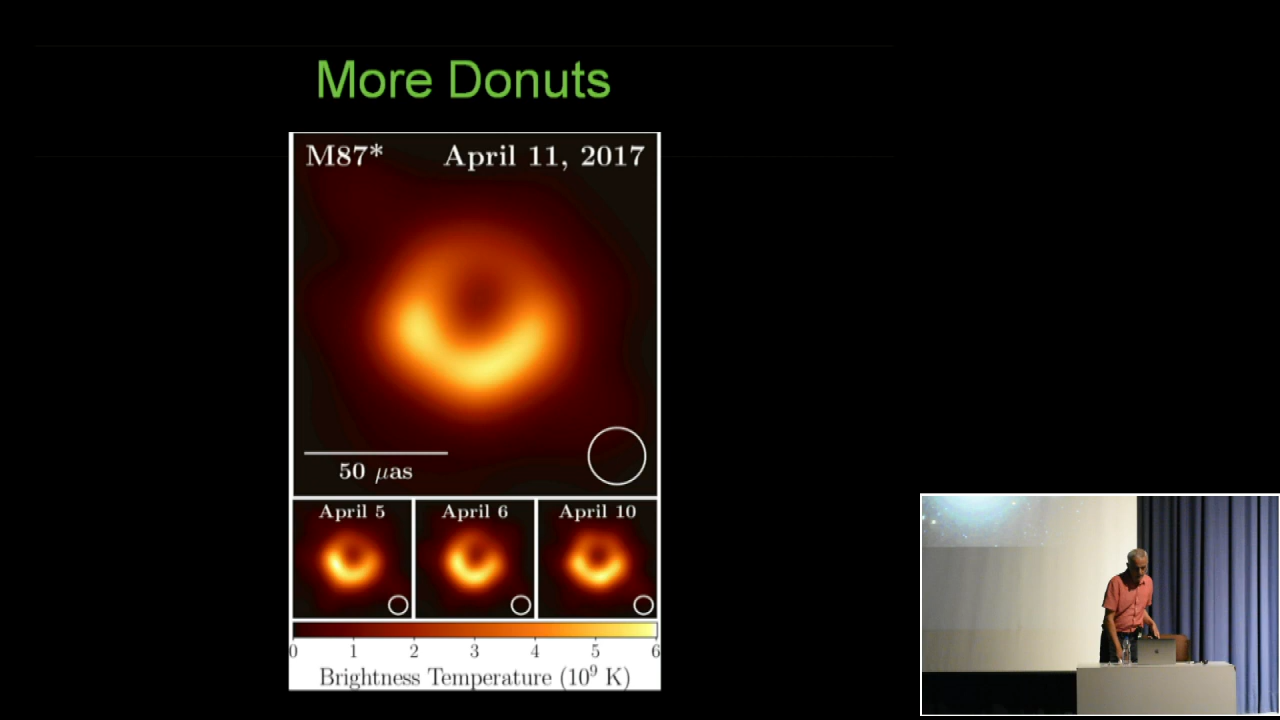 More Donuts
M87* April 11, 2017
50 μas
April 5 April 6 April 10
0 1 2 3 4 5 6
Brightness Temperature (10⁹ K)